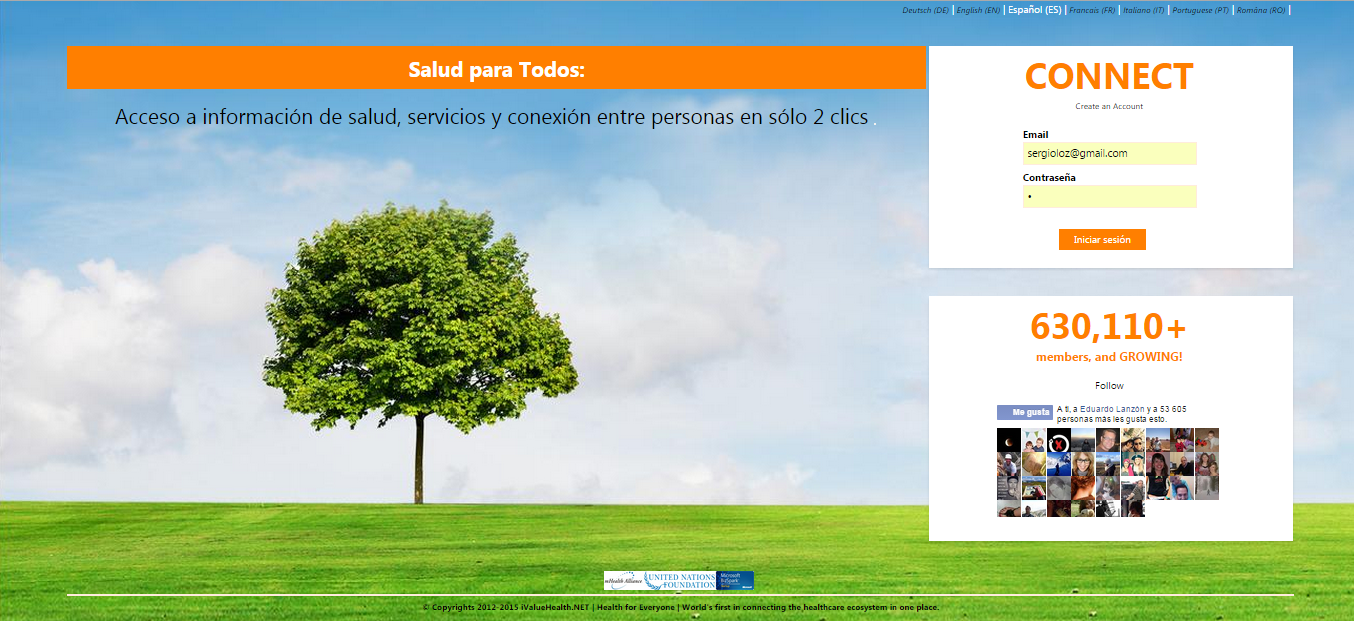 Deutsch (DE) | English (EN) | Español (ES) | Francais (FR) | Italiano (IT) | Portuguese (PT) | Româna (RO) |
Salud para Todos:
Acceso a información de salud, servicios y conexión entre personas en sólo 2 clics .
CONNECT
Create an Account
Email
sergioloz@gmail.com
Contraseña
•
Iniciar sesión
630,110+
members, and GROWING!
Follow
Me gusta
A ti, a Eduardo Lanzón y a 53 605
personas más les gusta esto.
mHealth Alliance
UNITED NATIONS
FOUNDATION
Microsoft
BizSpark
© Copyrights 2012-2015 iValueHealth.NET | Health for Everyone | World's first in connecting the healthcare ecosystem in one place.